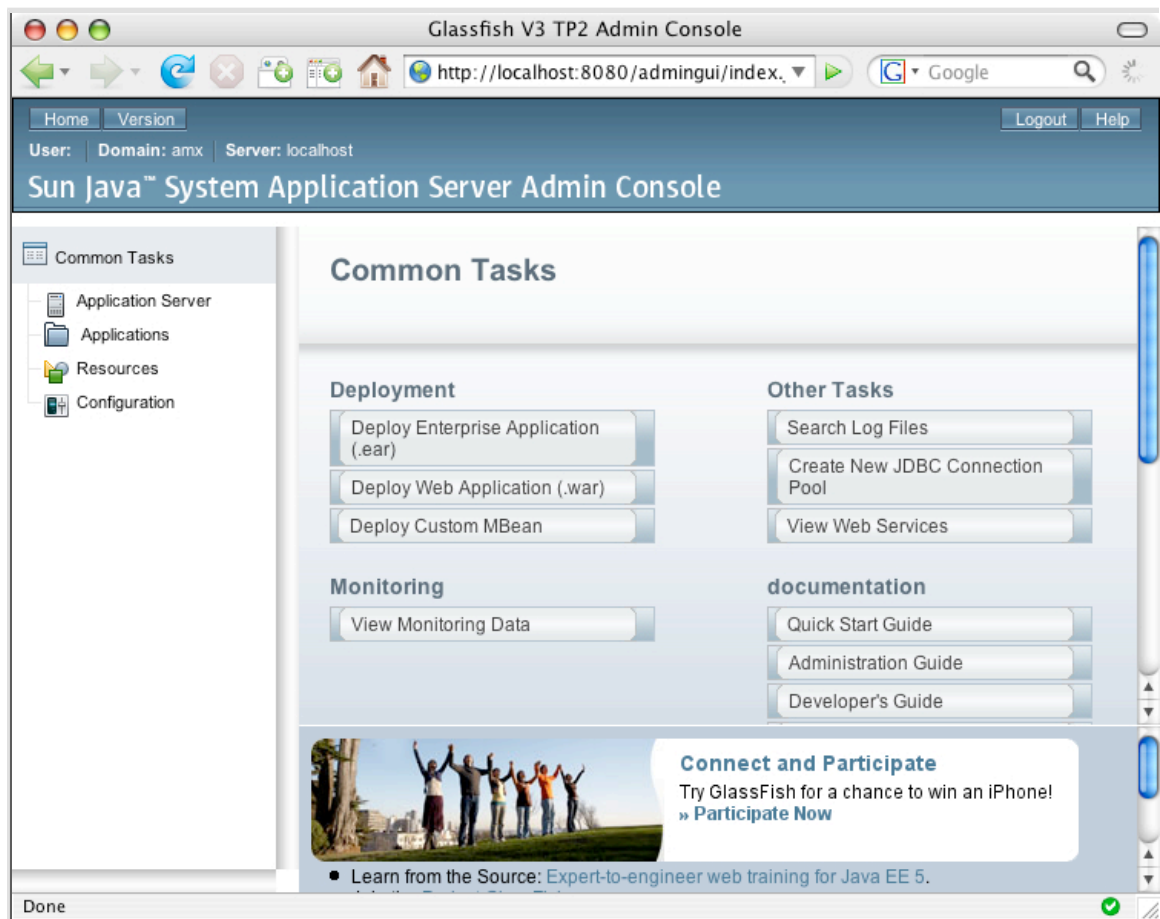 Glassfish V3 TP2 Admin Console
http://localhost:8080/admingui/index.
G Google
Home Version Logout Help
User: Domain: amx Server: localhost
Sun Java™ System Application Server Admin Console
Common Tasks
Application Server
Applications
Resources
Configuration
Common Tasks
Deployment
Deploy Enterprise Application
(.ear)
Deploy Web Application (.war)
Deploy Custom MBean
Other Tasks
Search Log Files
Create New JDBC Connection
Pool
View Web Services
Monitoring
View Monitoring Data
documentation
Quick Start Guide
Administration Guide
Developer's Guide
Connect and Participate
Try GlassFish for a chance to win an iPhone!
» Participate Now
Learn from the Source: Expert-to-engineer web training for Java EE 5.
Done